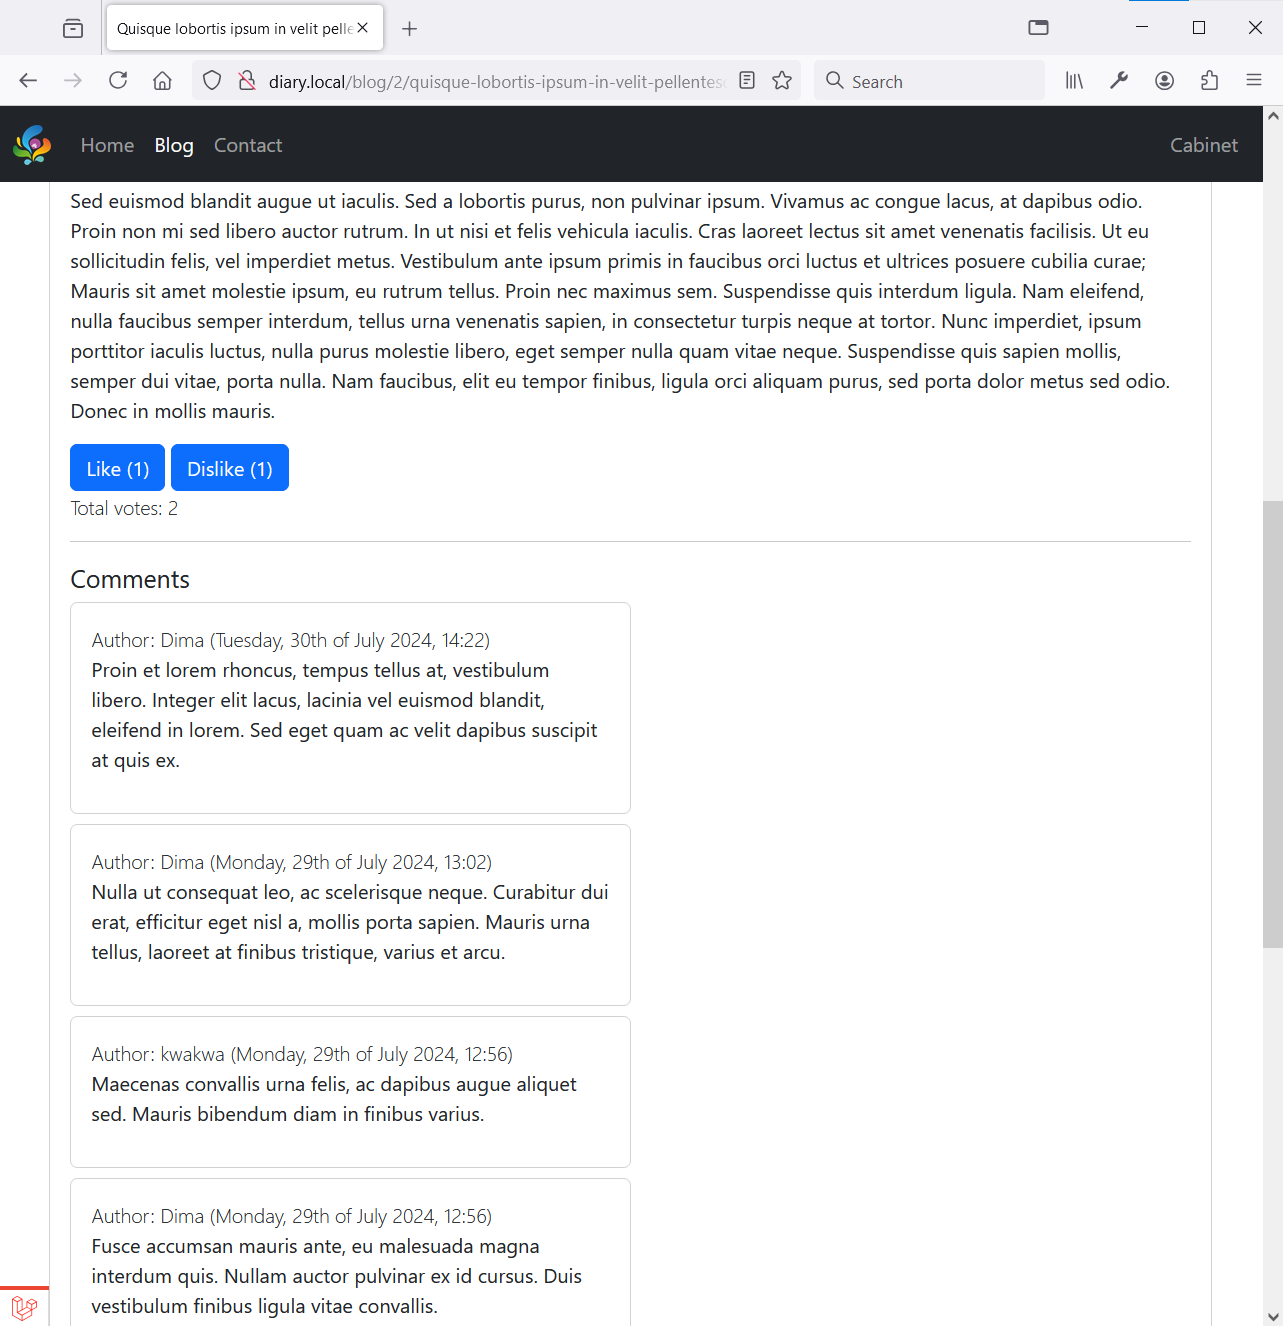 Quisque lobortis ipsum in velit pelle
diary.local/blog/2/quisque-lobortis-ipsum-in-velit-pellentesc
Search
Home Blog Contact Cabinet
Sed euismod blandit augue ut iaculis. Sed a lobortis purus, non pulvinar ipsum. Vivamus ac congue lacus, at dapibus odio.
Proin non mi sed libero auctor rutrum. In ut nisi et felis vehicula iaculis. Cras laoreet lectus sit amet venenatis facilisis. Ut eu
sollicitudin felis, vel imperdiet metus. Vestibulum ante ipsum primis in faucibus orci luctus et ultrices posuere cubilia curae;
Mauris sit amet molestie ipsum, eu rutrum tellus. Proin nec maximus sem. Suspendisse quis interdum ligula. Nam eleifend,
nulla faucibus semper interdum, tellus urna venenatis sapien, in consectetur turpis neque at tortor. Nunc imperdiet, ipsum
porttitor iaculis luctus, nulla purus molestie libero, eget semper nulla quam vitae neque. Suspendisse quis sapien mollis,
semper dui vitae, porta nulla. Nam faucibus, elit eu tempor finibus, ligula orci aliquam purus, sed porta dolor metus sed odio.
Donec in mollis mauris.
Like (1) Dislike (1)
Total votes: 2
Comments
Author: Dima (Tuesday, 30th of July 2024, 14:22)
Proin et lorem rhoncus, tempus tellus at, vestibulum
libero. Integer elit lacus, lacinia vel euismod blandit,
eleifend in lorem. Sed eget quam ac velit dapibus suscipit
at quis ex.
Author: Dima (Monday, 29th of July 2024, 13:02)
Nulla ut consequat leo, ac scelerisque neque. Curabitur dui
erat, efficitur eget nisl a, mollis porta sapien. Mauris urna
tellus, laoreet at finibus tristique, varius et arcu.
Author: kwakwa (Monday, 29th of July 2024, 12:56)
Maecenas convallis urna felis, ac dapibus augue aliquet
sed. Mauris bibendum diam in finibus varius.
Author: Dima (Monday, 29th of July 2024, 12:56)
Fusce accumsan mauris ante, eu malesuada magna
interdum quis. Nullam auctor pulvinar ex id cursus. Duis
vestibulum finibus ligula vitae convallis.